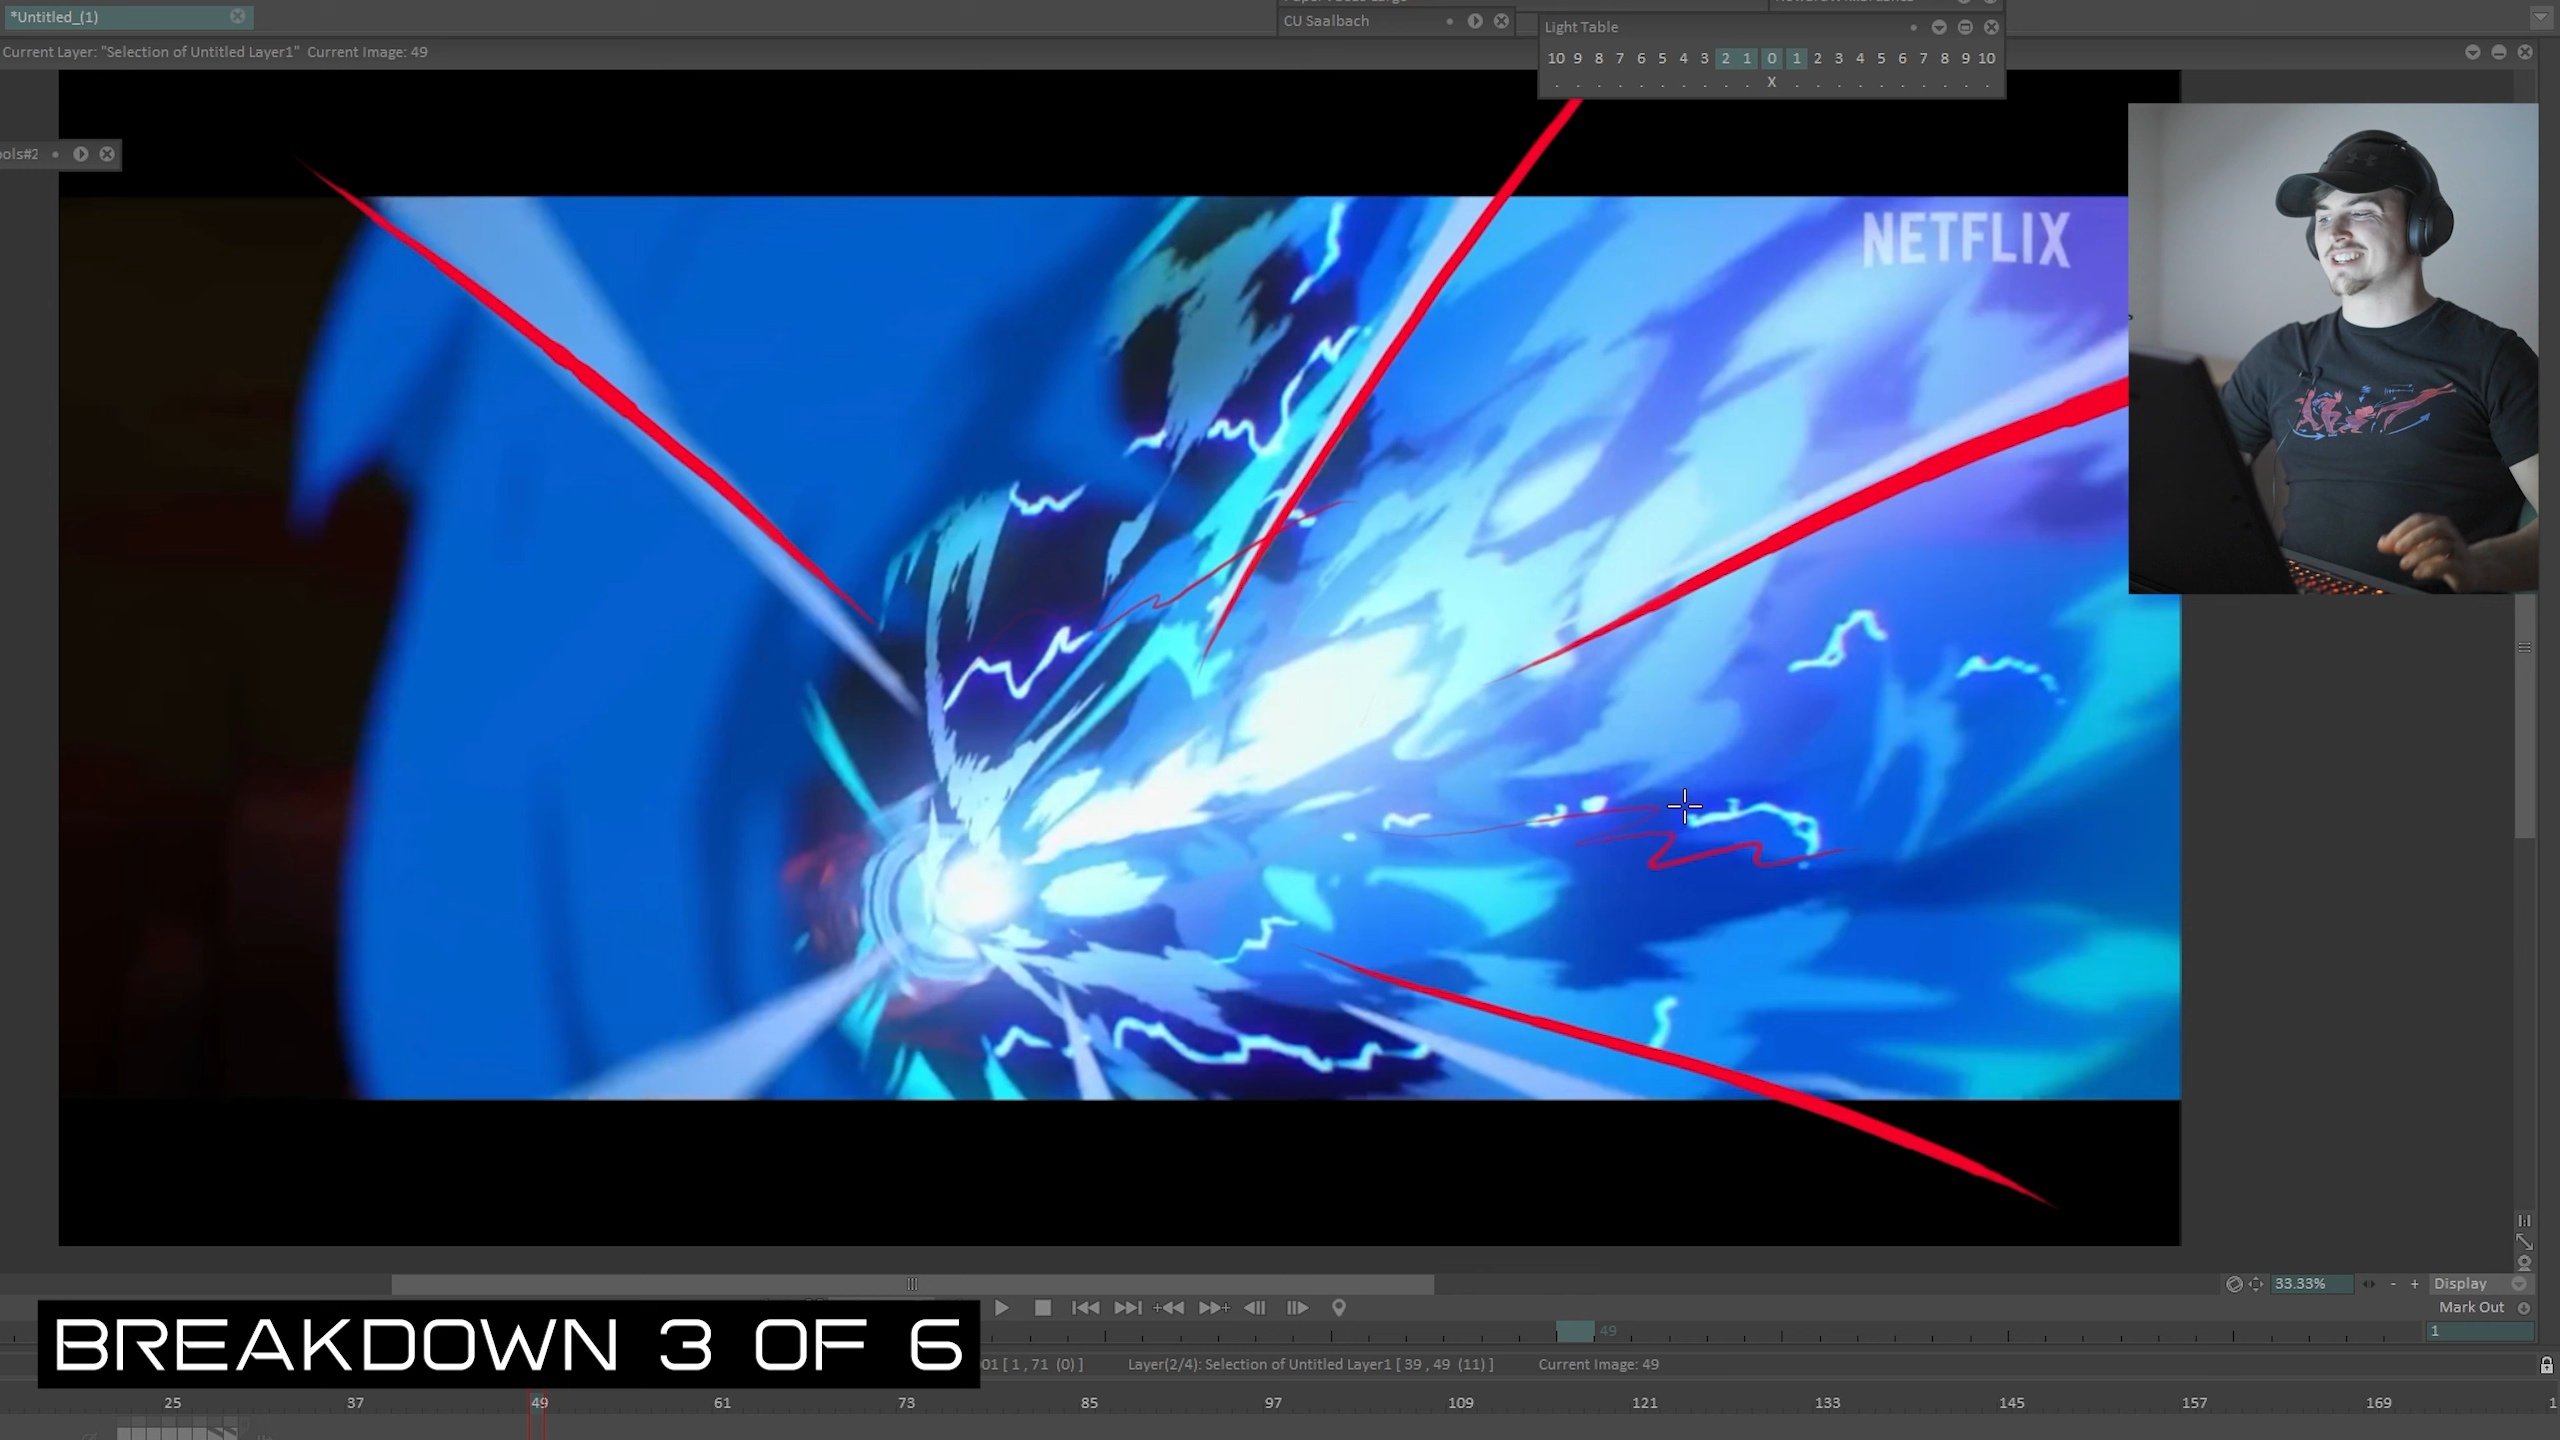 *Untitled_(1)
CU Saalbach
Light Table
Current Layer: "Selection of Untitled Layer1" Current Image: 49
10 9 8 7 6 5 4 3 2 1 0 1 2 3 4 5 6 7 8 9 10
X
ols#2
NETFLIX
33.33%
- +
Display
Mark Out
49
1
BREAKDOWN 3 OF 6
01 [ 1 , 71 (0) ]
Layer(2/4): Selection of Untitled Layer1 [ 39 , 49 (11) ]
Current Image: 49
25 37 49 61 73 85 97 109 121 133 145 157 169 1